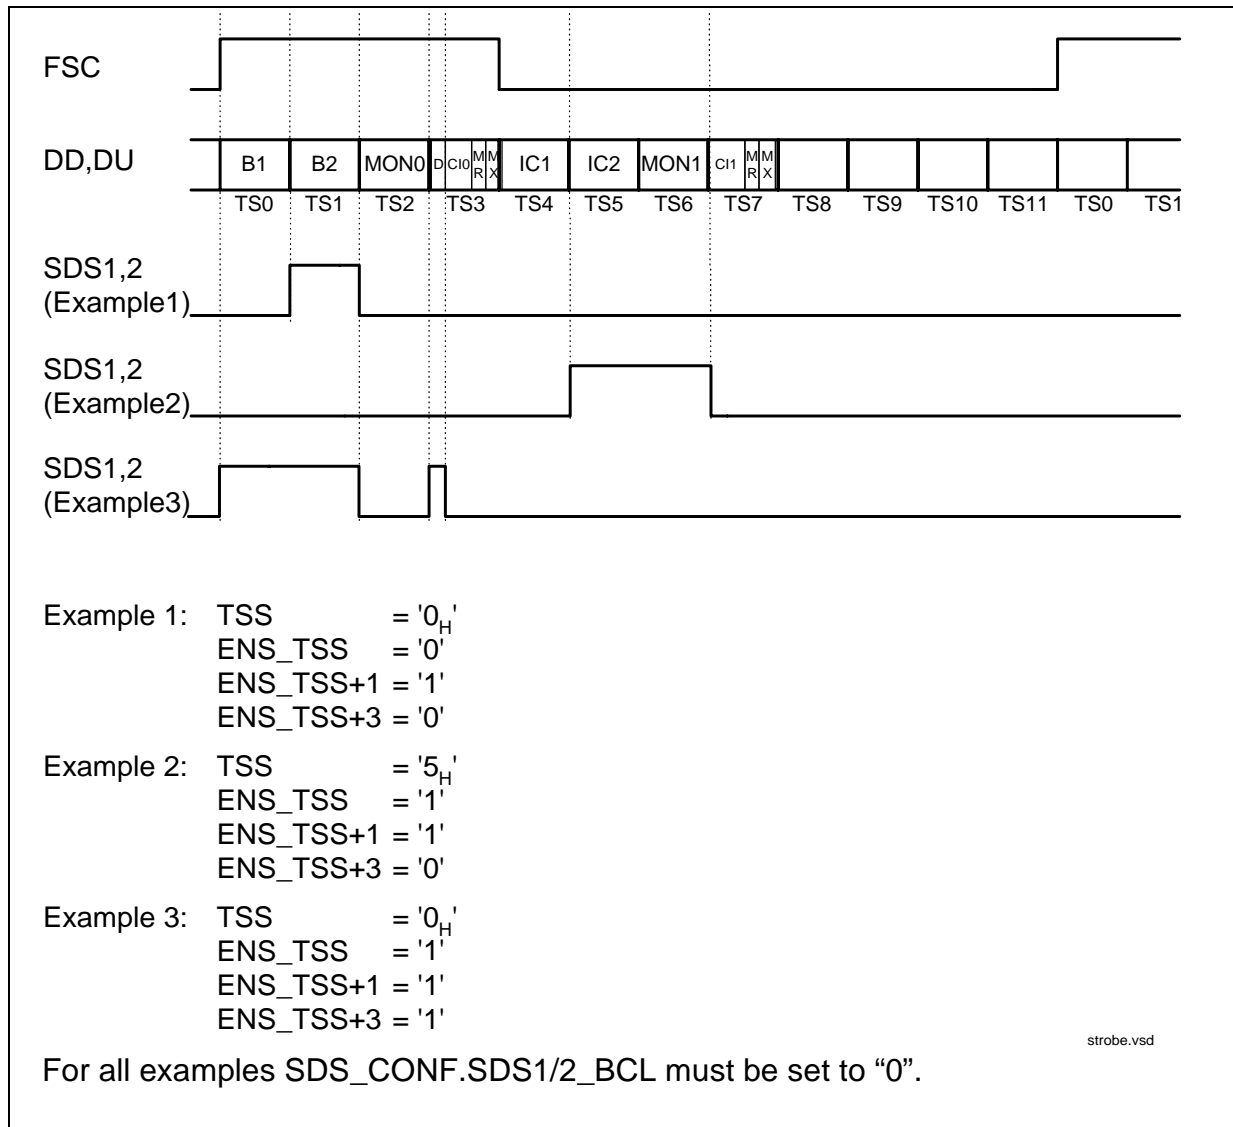 FSC
DD,DU
B1 B2 MON0 D CI0 MR MX IC1 IC2 MON1 CI1 MR MX
TS0 TS1 TS2 TS3 TS4 TS5 TS6 TS7 TS8 TS9 TS10 TS11 TS0 TS1
SDS1,2
(Example1)
SDS1,2
(Example2)
SDS1,2
(Example3)
Example 1: TSS = '0H'
ENS_TSS = '0'
ENS_TSS+1 = '1'
ENS_TSS+3 = '0'
Example 2: TSS = '5H'
ENS_TSS = '1'
ENS_TSS+1 = '1'
ENS_TSS+3 = '0'
Example 3: TSS = '0H'
ENS_TSS = '1'
ENS_TSS+1 = '1'
ENS_TSS+3 = '1'
strobe.vsd
For all examples SDS_CONF.SDS1/2_BCL must be set to “0”.